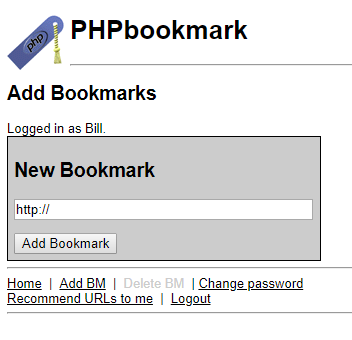 php
PHPbookmark
Add Bookmarks
Logged in as Bill.
New Bookmark
http://
Add Bookmark
Home | Add BM | Delete BM | Change password
Recommend URLs to me | Logout